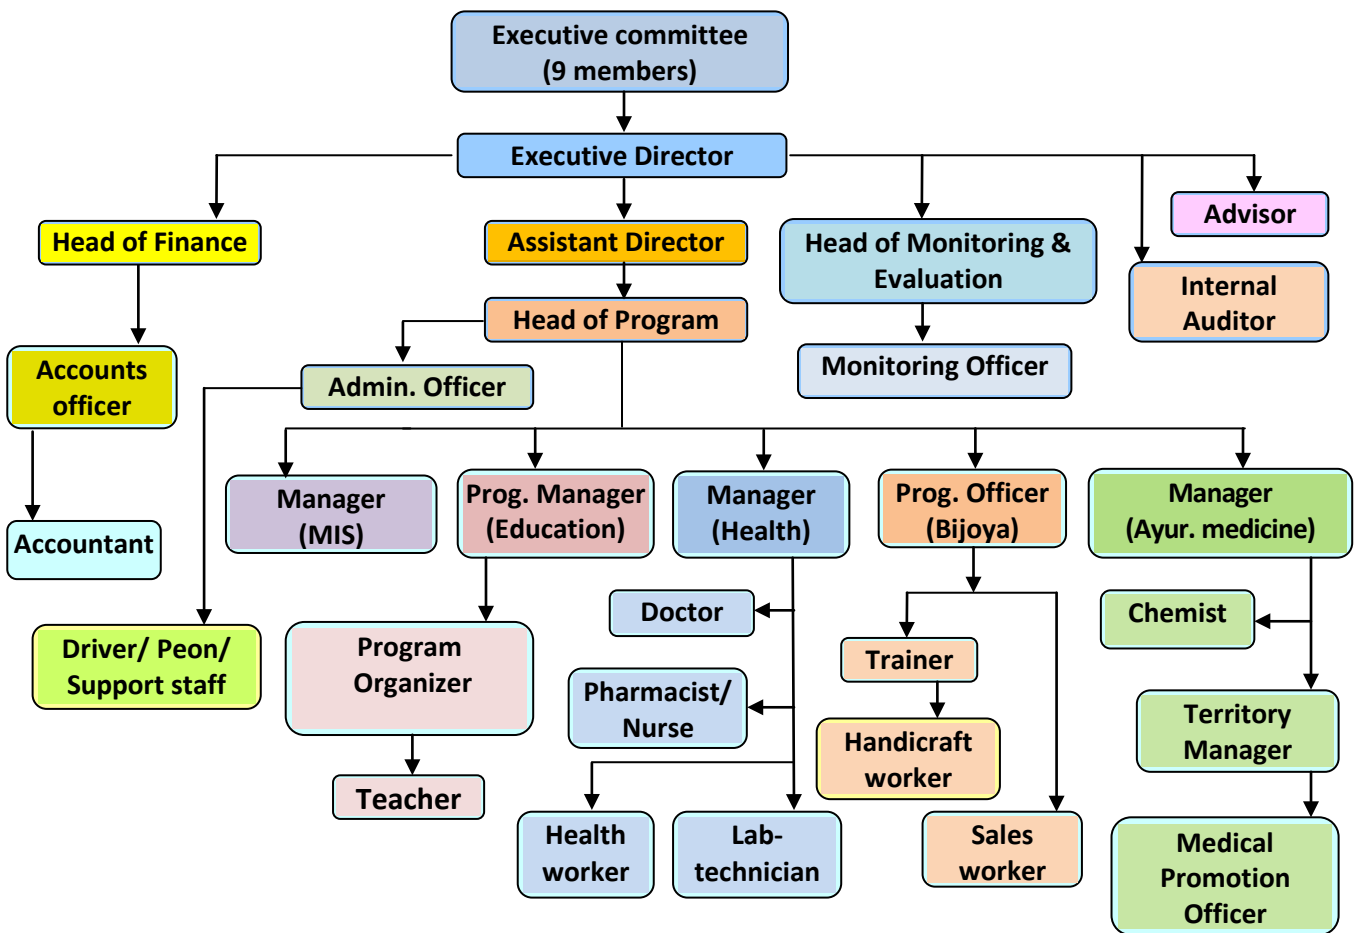 Executive committee
(9 members)
Executive Director
Advisor
Head of Finance
Assistant Director
Head of Monitoring &
Evaluation
Internal
Auditor
Head of Program
Accounts
officer
Admin. Officer
Monitoring Officer
Manager
(MIS)
Prog. Manager
(Education)
Manager
(Health)
Prog. Officer
(Bijoya)
Manager
(Ayur. medicine)
Accountant
Doctor
Chemist
Driver/ Peon/
Support staff
Program
Organizer
Trainer
Pharmacist/
Nurse
Territory
Manager
Handicraft
worker
Teacher
Health
worker
Lab-
technician
Sales
worker
Medical
Promotion
Officer